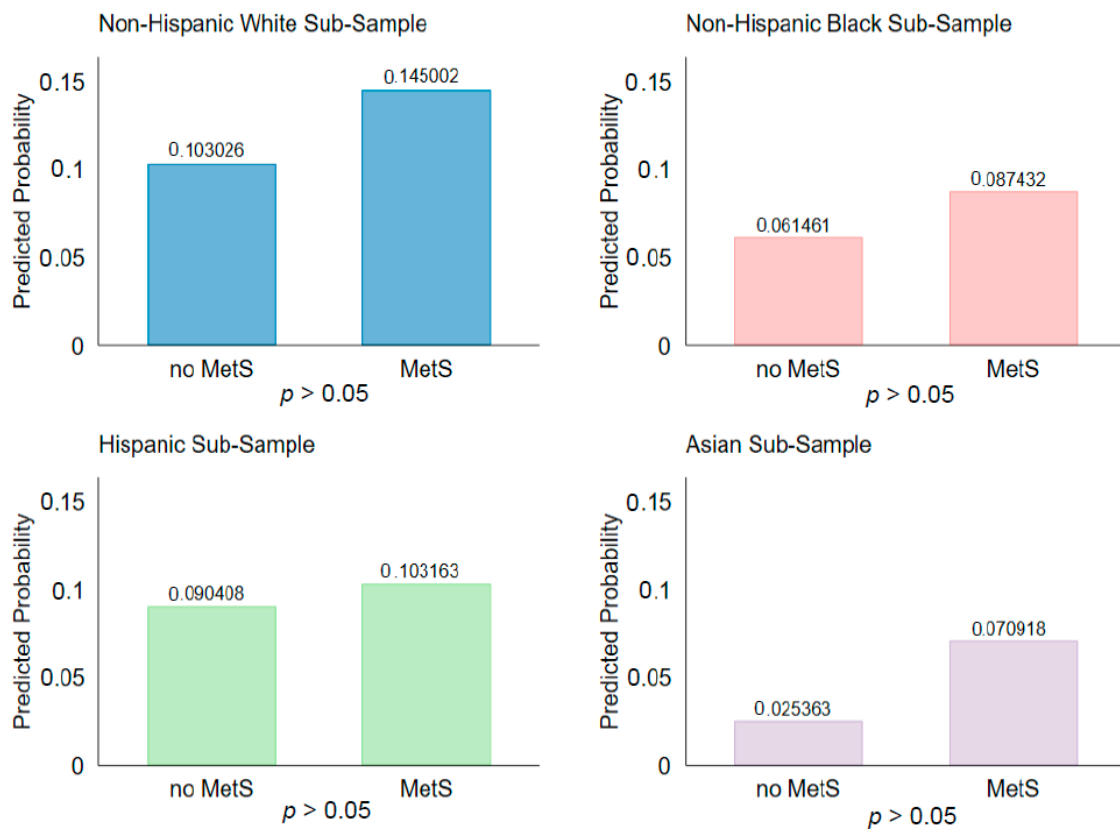 Non-Hispanic White Sub-Sample
Predicted Probability
0.15
0.1
0.05
0
0.103026
0.145002
no MetS
MetS
p > 0.05
Non-Hispanic Black Sub-Sample
Predicted Probability
0.15
0.1
0.05
0
0.061461
0.087432
no MetS
MetS
p > 0.05
Hispanic Sub-Sample
Predicted Probability
0.15
0.1
0.05
0
0.090408
0.103163
no MetS
MetS
p > 0.05
Asian Sub-Sample
Predicted Probability
0.15
0.1
0.05
0
0.025363
0.070918
no MetS
MetS
p > 0.05